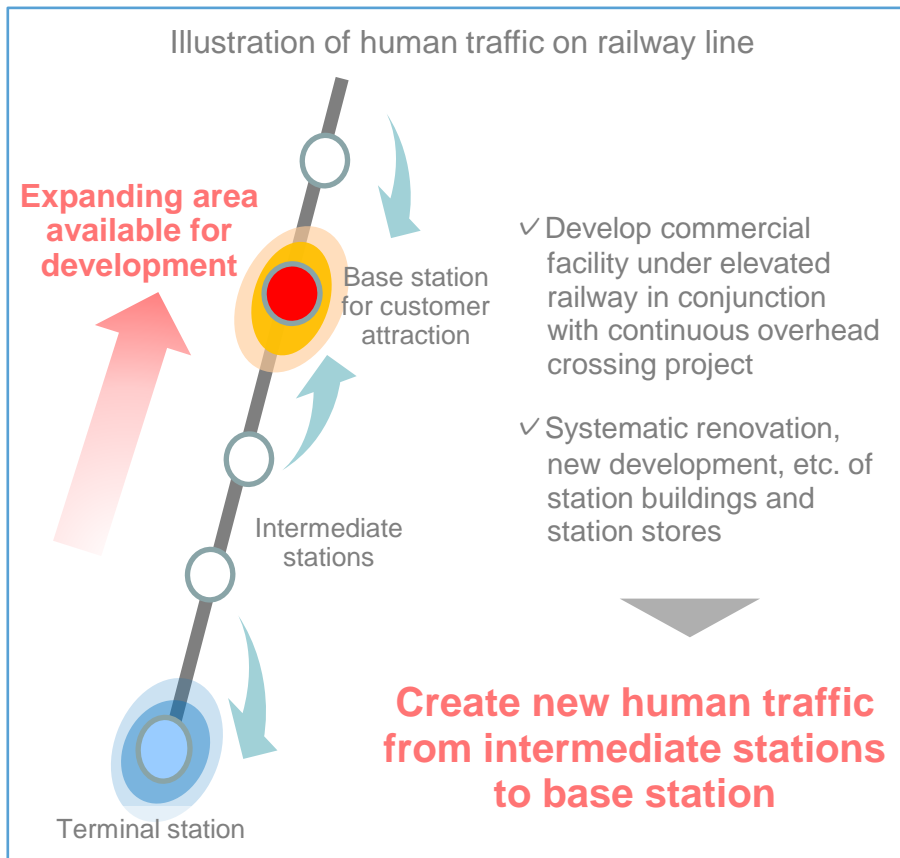 Illustration of human traffic on railway line
Expanding area
available for
development
Base station
for customer
attraction
Intermediate
stations
Terminal station
✓ Develop commercial
facility under elevated
railway in conjunction
with continuous overhead
crossing project
✓ Systematic renovation,
new development, etc. of
station buildings and
station stores
Create new human traffic
from intermediate stations
to base station